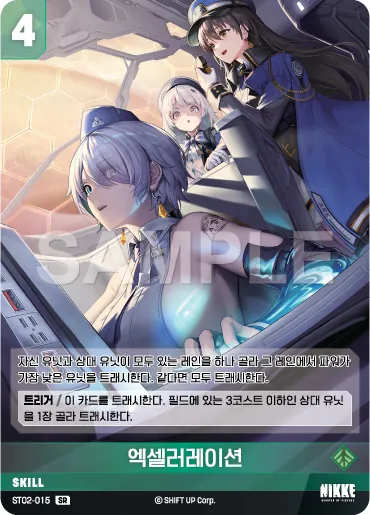 4
SAMPLE
자신 유닛과 상대 유닛이 모두 있는 레인을 하나 골라 그 레인에서 파워가
가장 낮은 유닛을 트래시한다. 같다면 모두 트래시한다.
트리거 / 이 카드를 트래시한다. 필드에 있는 3코스트 이하인 상대 유닛
을 1장 골라 트래시한다.
엑셀러레이션
SKILL
ST02-015 SR
© SHIFT UP Corp.
NIKKE
GODDESS OF VICTORY